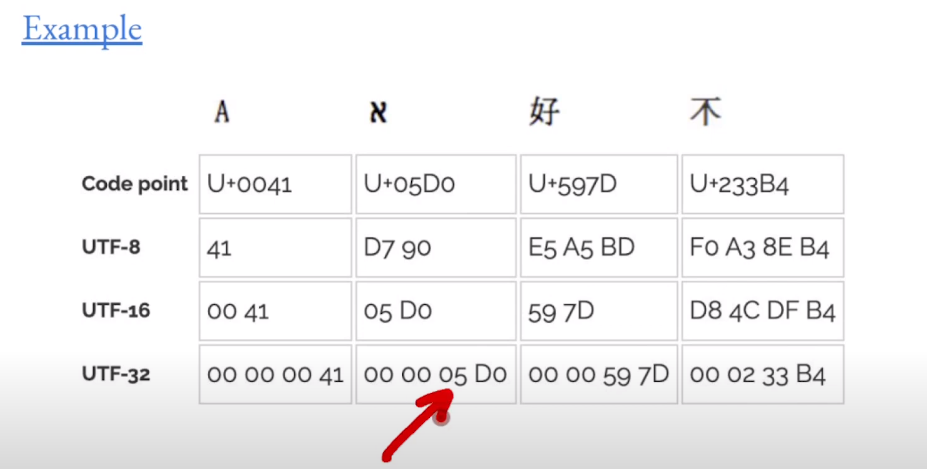 Example
A א 好 不
Code point U+0041 U+05D0 U+597D U+233B4
UTF-8 41 D7 90 E5 A5 BD F0 A3 8E B4
UTF-16 00 41 05 D0 59 7D D8 4C DF B4
UTF-32 00 00 00 41 00 00 05 D0 00 00 59 7D 00 02 33 B4